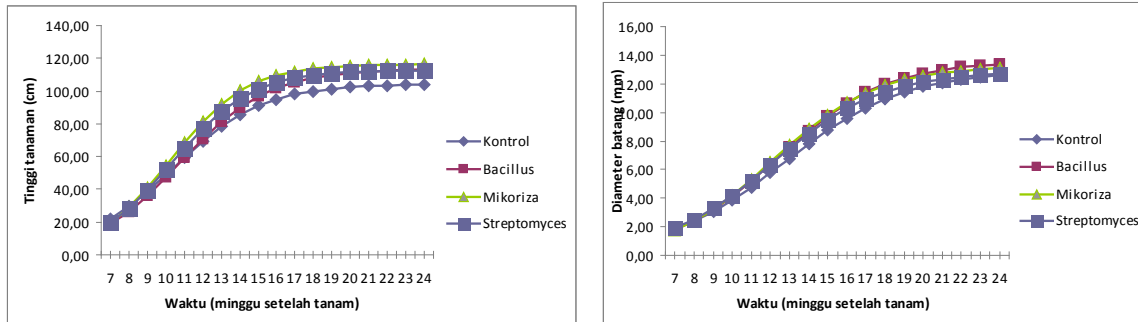 Tinggi tanaman (cm)
140,00
120,00
100,00
80,00
60,00
40,00
20,00
0,00
7 8 9 10 11 12 13 14 15 16 17 18 19 20 21 22 23 24
Waktu (minggu setelah tanam)
Kontrol
Bacillus
Mikoriza
Streptomyces
Diameter batang (mm)
16,00
14,00
12,00
10,00
8,00
6,00
4,00
2,00
0,00
7 8 9 10 11 12 13 14 15 16 17 18 19 20 21 22 23 24
Waktu (minggu setelah tanam)
Kontrol
Bacillus
Mikoriza
Streptomyces